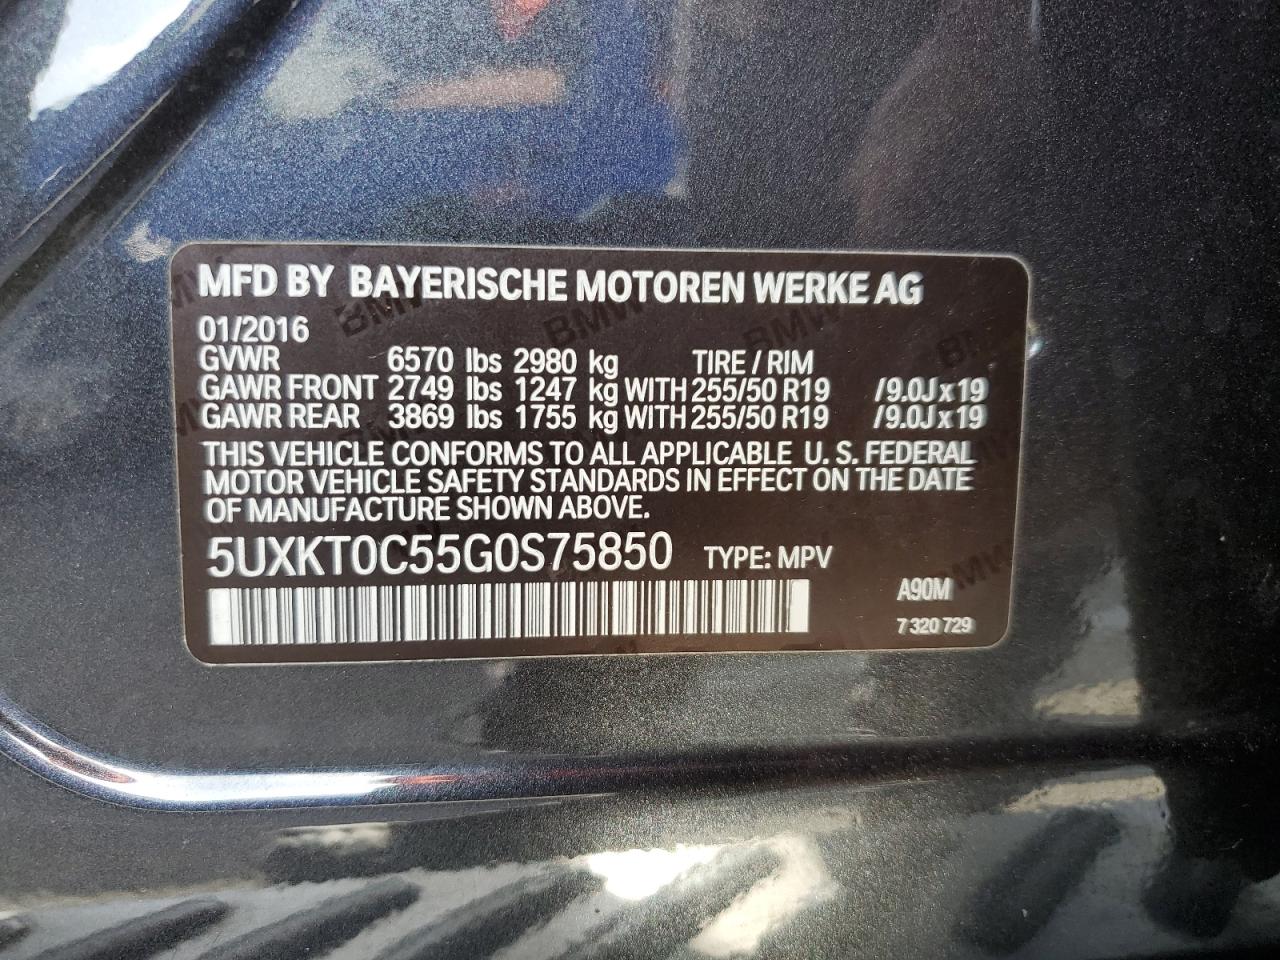 MFD BY BAYERISCHE MOTOREN WERKE AG
01/2016
GVWR 6570 lbs 2980 kg TIRE / RIM
GAWR FRONT 2749 lbs 1247 kg WITH 255/50 R19 /9.0J x 19
GAWR REAR 3869 lbs 1755 kg WITH 255/50 R19 /9.0J x 19
THIS VEHICLE CONFORMS TO ALL APPLICABLE U. S. FEDERAL
MOTOR VEHICLE SAFETY STANDARDS IN EFFECT ON THE DATE
OF MANUFACTURE SHOWN ABOVE.
5UXKT0C55G0S75850 TYPE: MPV
A90M
7 320 729